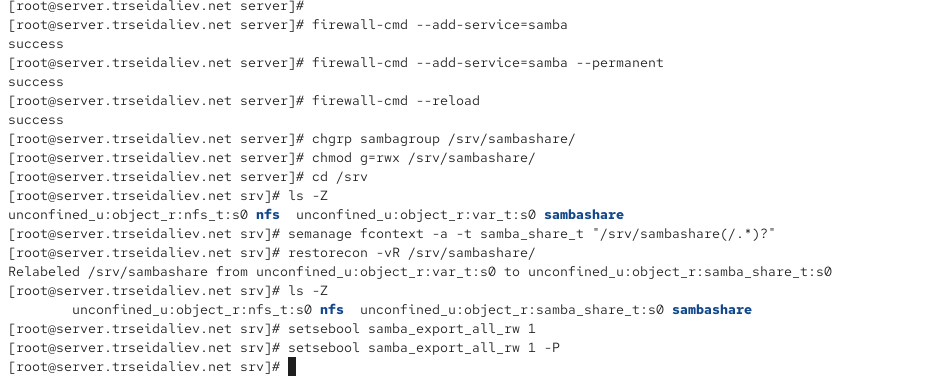 [root@server.trseidaliev.net server]#
[root@server.trseidaliev.net server]# firewall-cmd --add-service=samba
success
[root@server.trseidaliev.net server]# firewall-cmd --add-service=samba --permanent
success
[root@server.trseidaliev.net server]# firewall-cmd --reload
success
[root@server.trseidaliev.net server]# chgrp sambagroup /srv/sambashare/
[root@server.trseidaliev.net server]# chmod g=rwx /srv/sambashare/
[root@server.trseidaliev.net server]# cd /srv
[root@server.trseidaliev.net srv]# ls -Z
unconfined_u:object_r:nfs_t:s0 nfs  unconfined_u:object_r:var_t:s0 sambashare
[root@server.trseidaliev.net srv]# semanage fcontext -a -t samba_share_t "/srv/sambashare(/.*)?"
[root@server.trseidaliev.net srv]# restorecon -vR /srv/sambashare/
Relabeled /srv/sambashare from unconfined_u:object_r:var_t:s0 to unconfined_u:object_r:samba_share_t:s0
[root@server.trseidaliev.net srv]# ls -Z
        unconfined_u:object_r:nfs_t:s0 nfs  unconfined_u:object_r:samba_share_t:s0 sambashare
[root@server.trseidaliev.net srv]# setsebool samba_export_all_rw 1
[root@server.trseidaliev.net srv]# setsebool samba_export_all_rw 1 -P
[root@server.trseidaliev.net srv]#